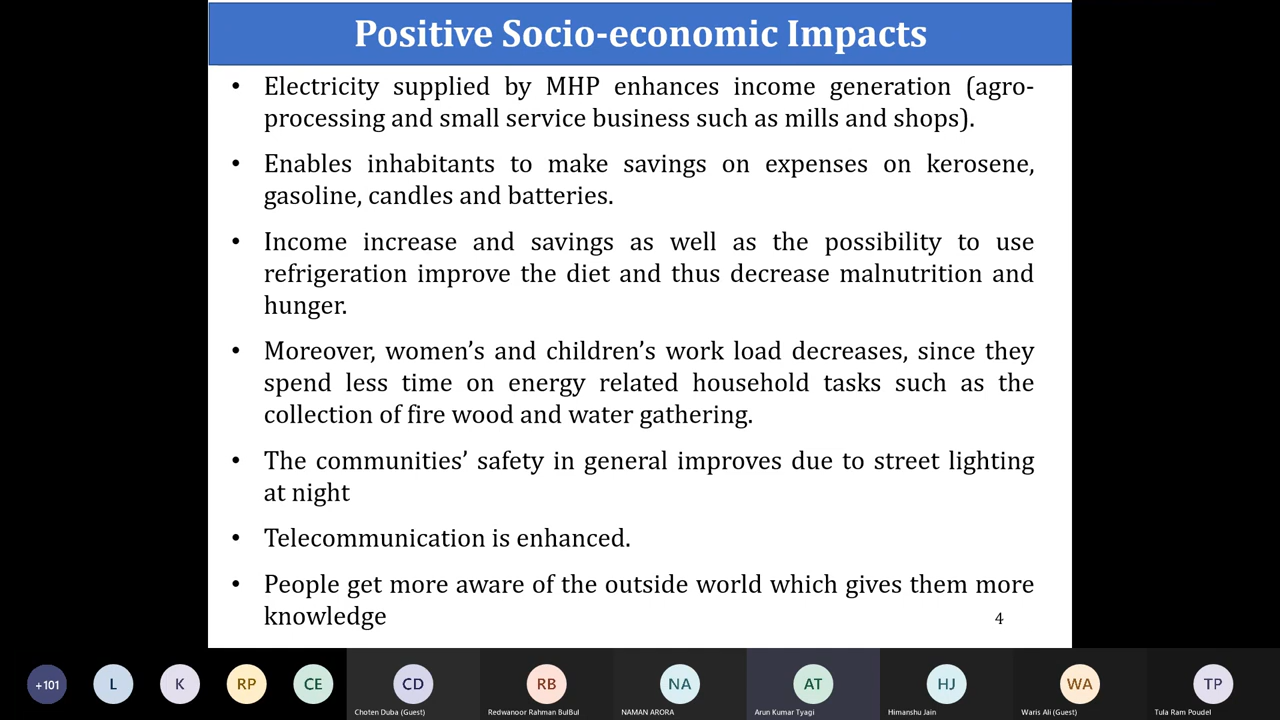 Positive Socio-economic Impacts
• Electricity supplied by MHP enhances income generation (agro-
processing and small service business such as mills and shops).
• Enables inhabitants to make savings on expenses on kerosene,
gasoline, candles and batteries.
• Income increase and savings as well as the possibility to use
refrigeration improve the diet and thus decrease malnutrition and
hunger.
• Moreover, women’s and children’s work load decreases, since they
spend less time on energy related household tasks such as the
collection of fire wood and water gathering.
• The communities’ safety in general improves due to street lighting
at night
• Telecommunication is enhanced.
• People get more aware of the outside world which gives them more
knowledge
4
+101 L K RP CE CD RB NA AT HJ WA TP
Choten Duba (Guest) Redwanoor Rahman BulBul NAMAN ARORA Arun Kumar Tyagi Himanshu Jain Waris Ali (Guest) Tula Ram Poudel